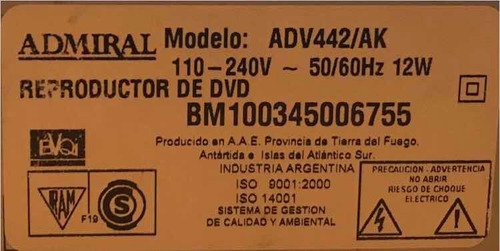 ADMIRAL Modelo: ADV442/AK
110-240V ~ 50/60Hz 12W
REPRODUCTOR DE DVD
BM100345006755
BVQi
Producido en A.A.E. Provincia de Tierra del Fuego,
Antártida e Islas del Atlántico Sur.
INDUSTRIA ARGENTINA
ISO 9001:2000
ISO 14001
SISTEMA DE GESTION
DE CALIDAD Y AMBIENTAL
IRAM
F19
S
PRECAUCION - ADVERTENCIA
NO ABRIR
RIESGO DE CHOQUE
ELECTRICO